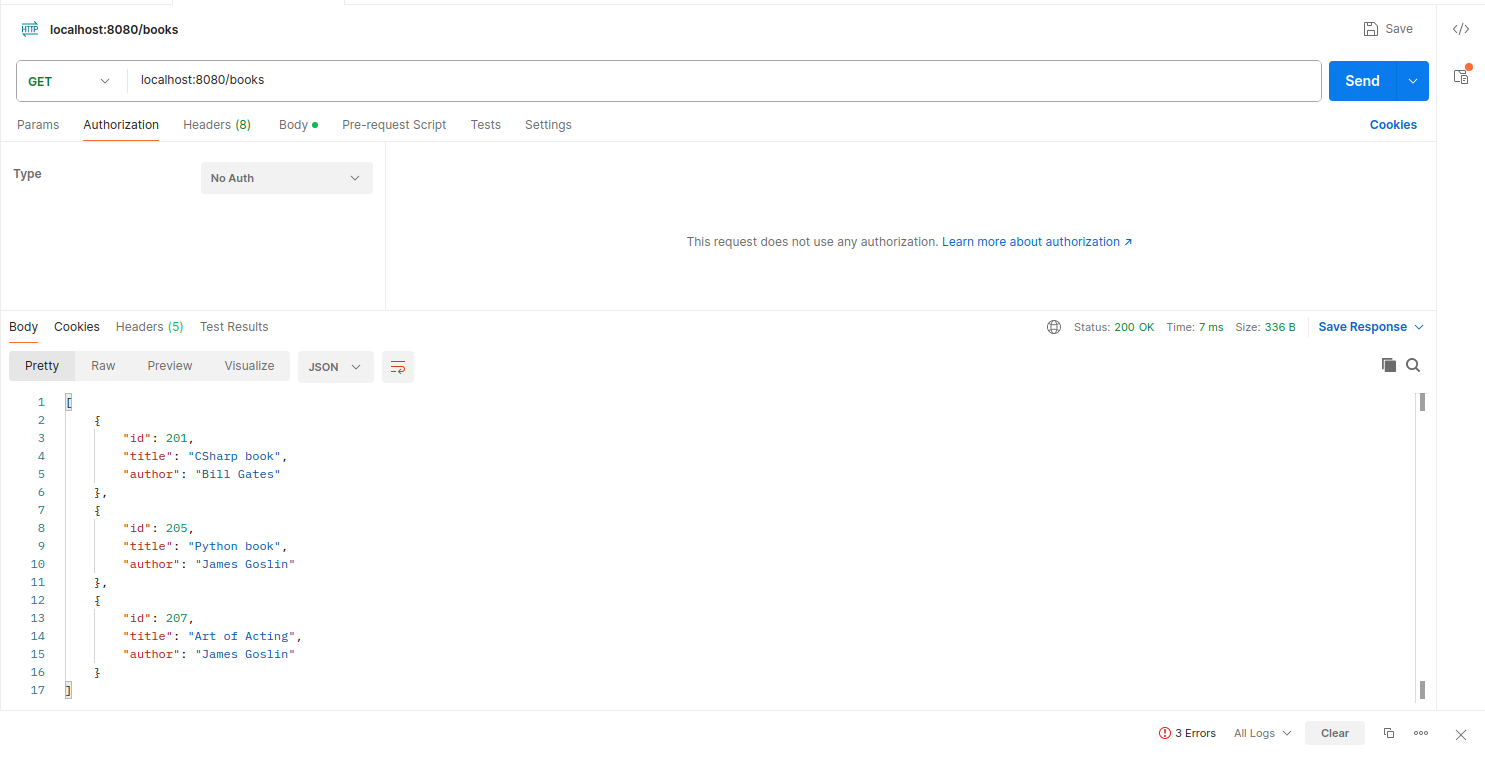 HTTP localhost:8080/books Save </>
GET localhost:8080/books Send
Params Authorization Headers (8) Body Pre-request Script Tests Settings Cookies
Type No Auth
This request does not use any authorization. Learn more about authorization ↗
Body Cookies Headers (5) Test Results Status: 200 OK Time: 7 ms Size: 336 B Save Response
Pretty Raw Preview Visualize JSON
1 [
2 {
3 "id": 201,
4 "title": "CSharp book",
5 "author": "Bill Gates"
6 },
7 {
8 "id": 205,
9 "title": "Python book",
10 "author": "James Goslin"
11 },
12 {
13 "id": 207,
14 "title": "Art of Acting",
15 "author": "James Goslin"
16 }
17 ]
3 Errors All Logs Clear